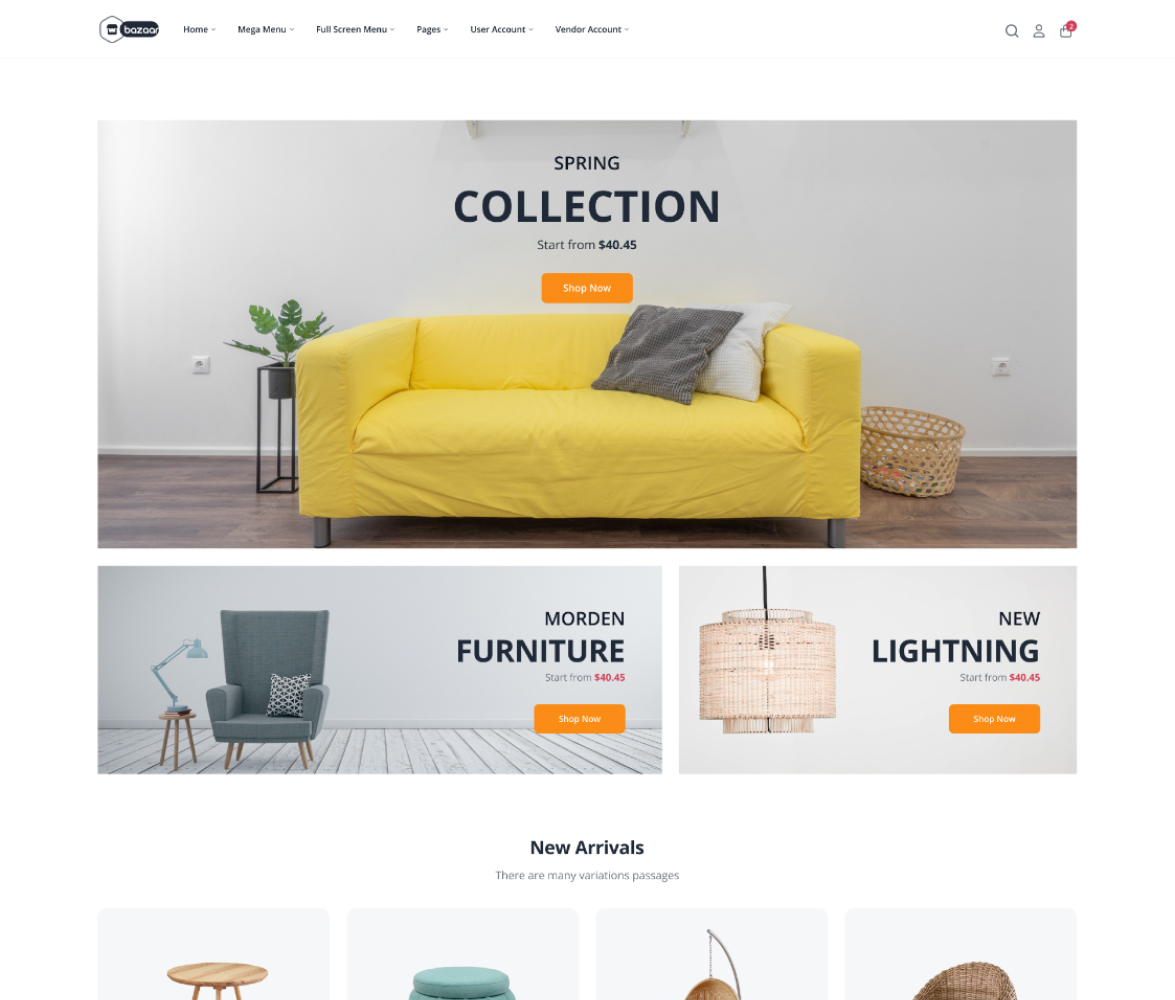 bazaar
Home
Mega Menu
Full Screen Menu
Pages
User Account
Vendor Account
2
SPRING
COLLECTION
Start from $40.45
Shop Now
MORDEN
FURNITURE
Start from $40.45
Shop Now
NEW
LIGHTNING
Start from $40.45
Shop Now
New Arrivals
There are many variations passages